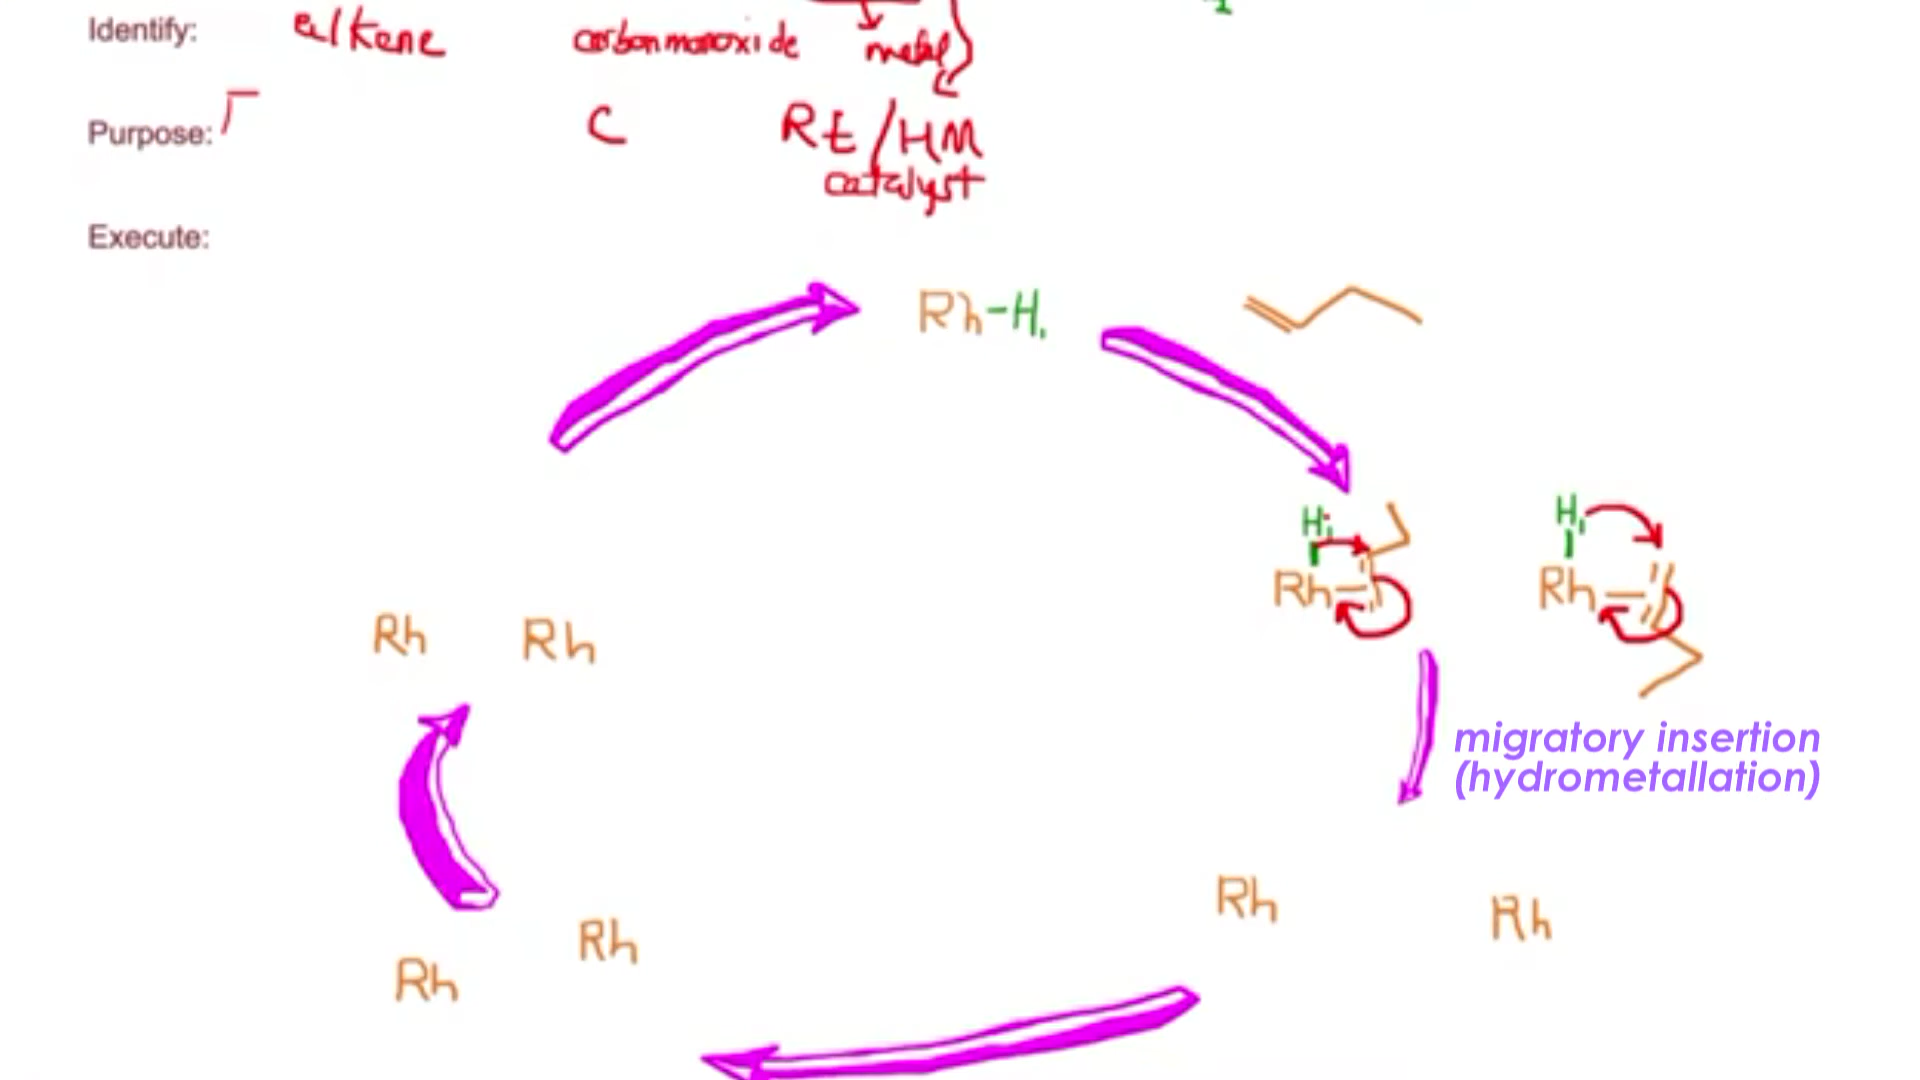 Identify: alkene carbonmonoxide metal
Purpose: C Rt/HM
catalyst
Execute:
Rh-H
H H
Rh Rh
Rh Rh
migratory insertion
(hydrometallation)
Rh Rh
Rh
Rh